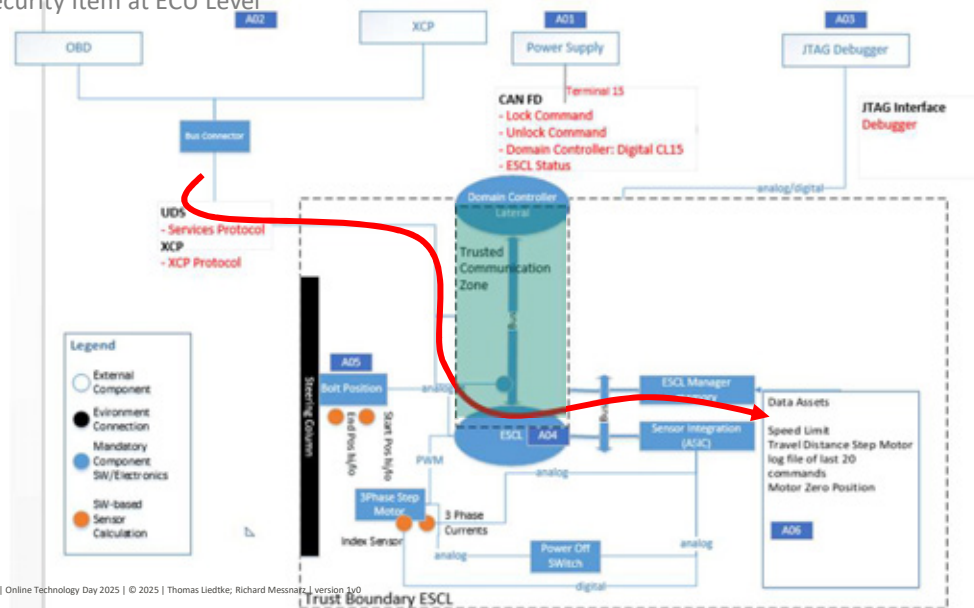 ecurity Item at ECU Level
A02
A01
A03
OBD
XCP
Power Supply
JTAG Debugger
Terminal 15
CAN FD
- Lock Command
- Unlock Command
- Domain Controller: Digital CL15
- ESCL Status
JTAG Interface
Debugger
Bus Connector
analog/digital
UDS
- Services Protocol
XCP
- XCP Protocol
Domain Controller
Lateral
Trusted
Communication
Zone
Legend
External
Component
Evironment
Connection
Mandatory
Component
SW/Electronics
SW-based
Sensor
Calculation
Steering Column
A05
Bolt Position
End Pos hi/lo
Start Pos hi/lo
analog
ESCL
A04
ESCL Manager
Sensor Integration
(ASIC)
Data Assets
Speed Limit
Travel Distance Step Motor
log file of last 20
commands
Motor Zero Position
A06
PWM
analog
3Phase Step
Motor
3 Phase
Currents
Index Sensor
analog
Power Off
SWitch
analog
digital
| Online Technology Day 2025 | © 2025 | Thomas Liedtke; Richard Messnarz | version 1v0
Trust Boundary ESCL